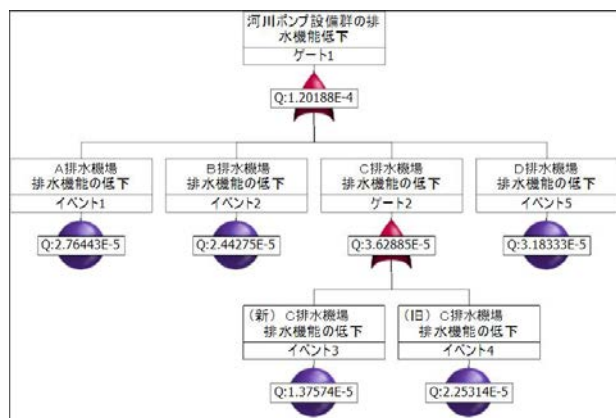 河川ポンプ設備群の排
水機能低下
ゲート1
Q:1.20188E-4
A排水機場
排水機能の低下
イベント1
B排水機場
排水機能の低下
イベント2
C排水機場
排水機能の低下
ゲート2
D排水機場
排水機能の低下
イベント5
Q:2.76443E-5
Q:2.44275E-5
Q:3.62885E-5
Q:3.18333E-5
(新) C排水機場
排水機能の低下
イベント3
(旧) C排水機場
排水機能の低下
イベント4
Q:1.37574E-5
Q:2.25314E-5